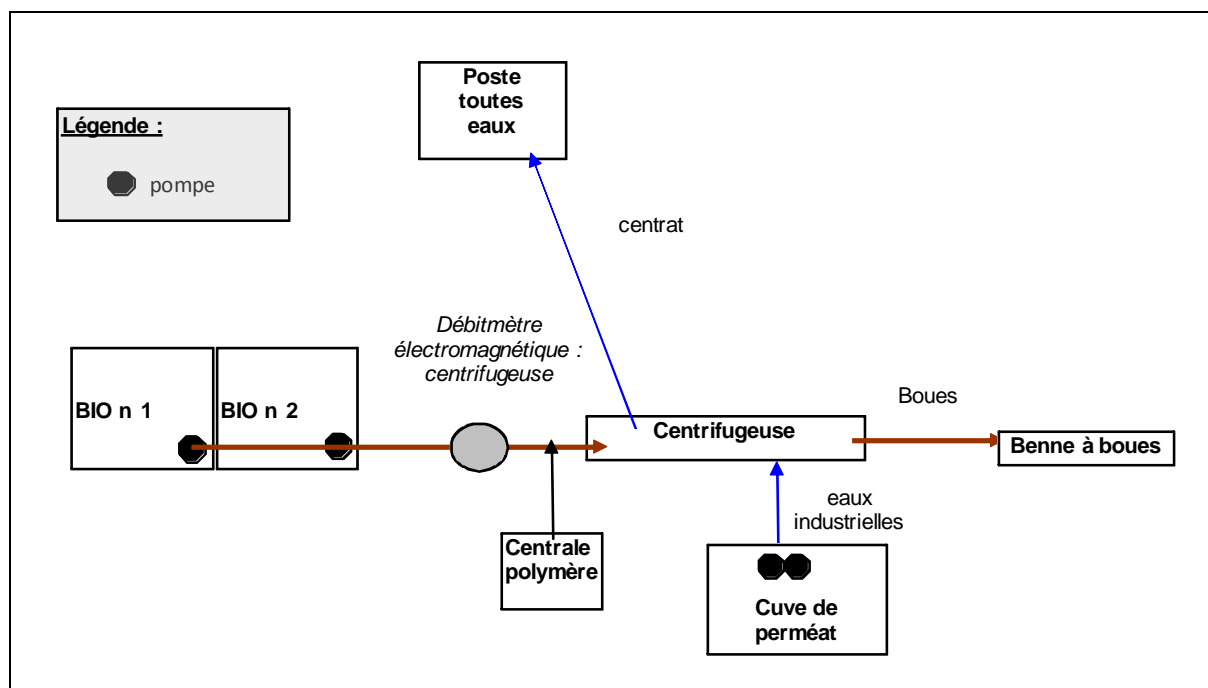 Poste
toutes
eaux
Légende :
pompe
centrat
Débitmètre
électromagnétique :
centrifugeuse
BIO n 1
BIO n 2
Centrifugeuse
Boues
Benne à boues
eaux
industrielles
Centrale
polymère
Cuve de
perméat